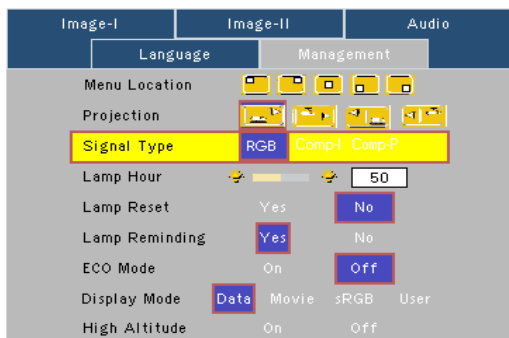 Image-I Image-II Audio
Language Management
Menu Location
Projection
Signal Type RGB Comp-I Comp-P
Lamp Hour 50
Lamp Reset Yes No
Lamp Reminding Yes No
ECO Mode On Off
Display Mode Data Movie sRGB User
High Altitude On Off